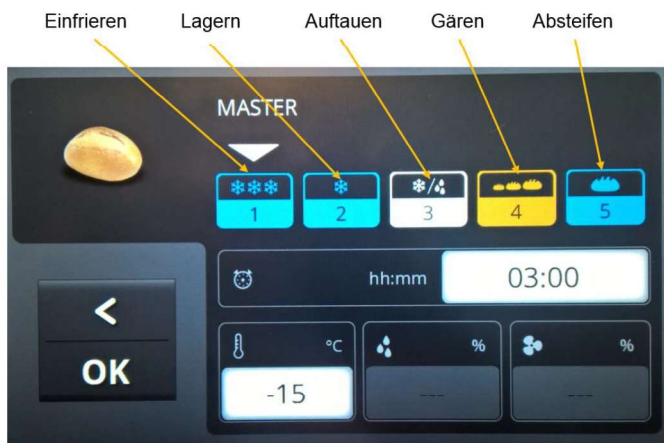 Einfrieren Lagern Auftauen Gären Absteifen
MASTER
1 2 3 4 5
hh:mm 03:00
<
°C % %
OK
-15 --- ---